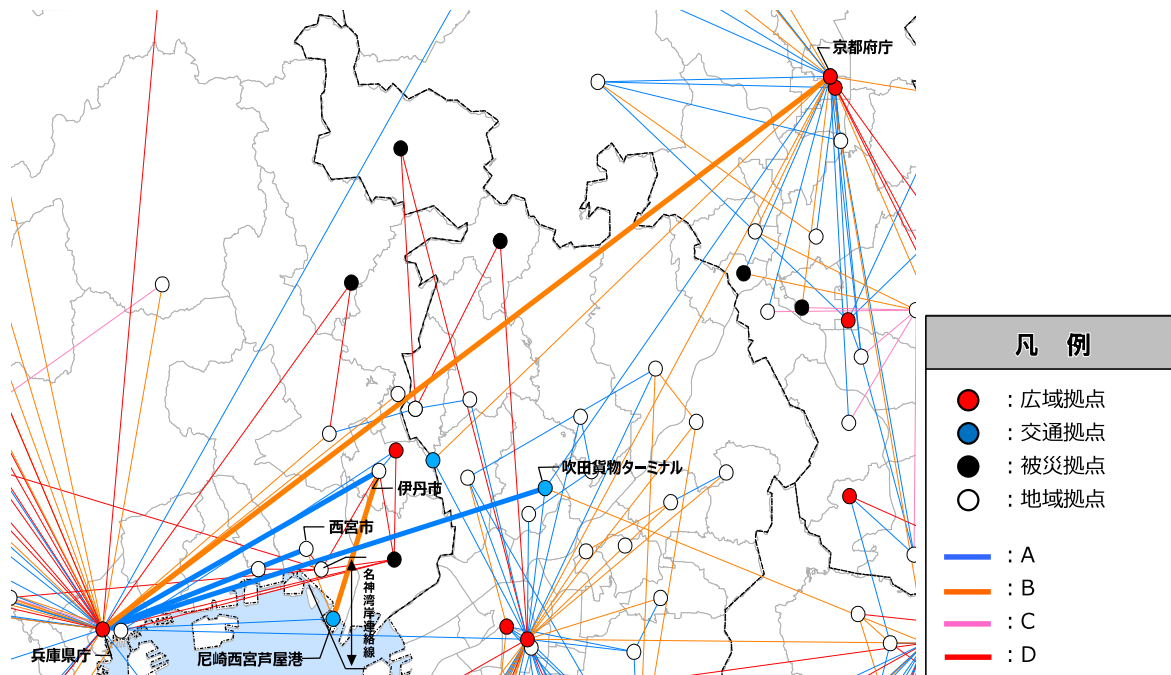 京都府庁
吹田貨物ターミナル
伊丹市
西宮市
名神湾岸連絡線
尼崎西宮芦屋港
兵庫県庁
凡 例
：広域拠点
：交通拠点
：被災拠点
：地域拠点
：A
：B
：C
：D